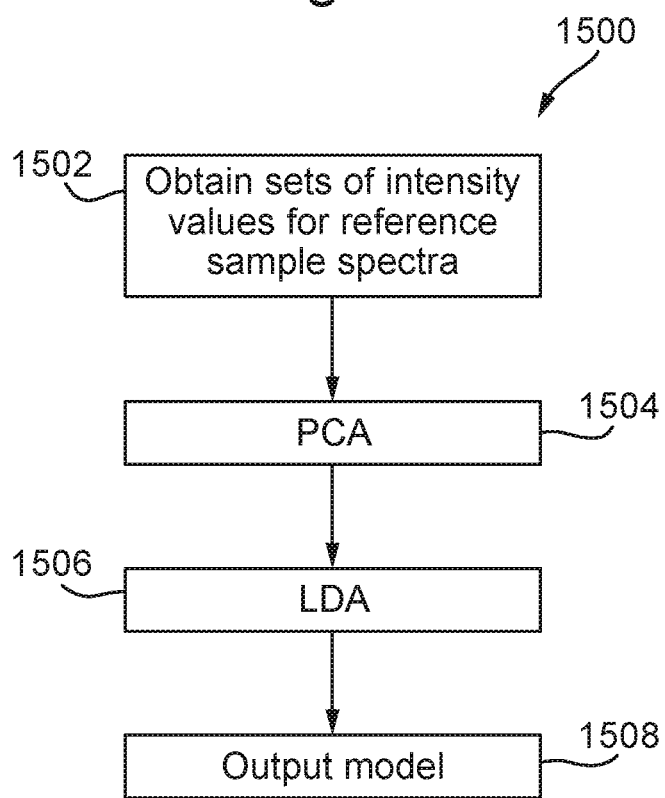 1500
1502
Obtain sets of intensity
values for reference
sample spectra
1504
PCA
1506
LDA
1508
Output model